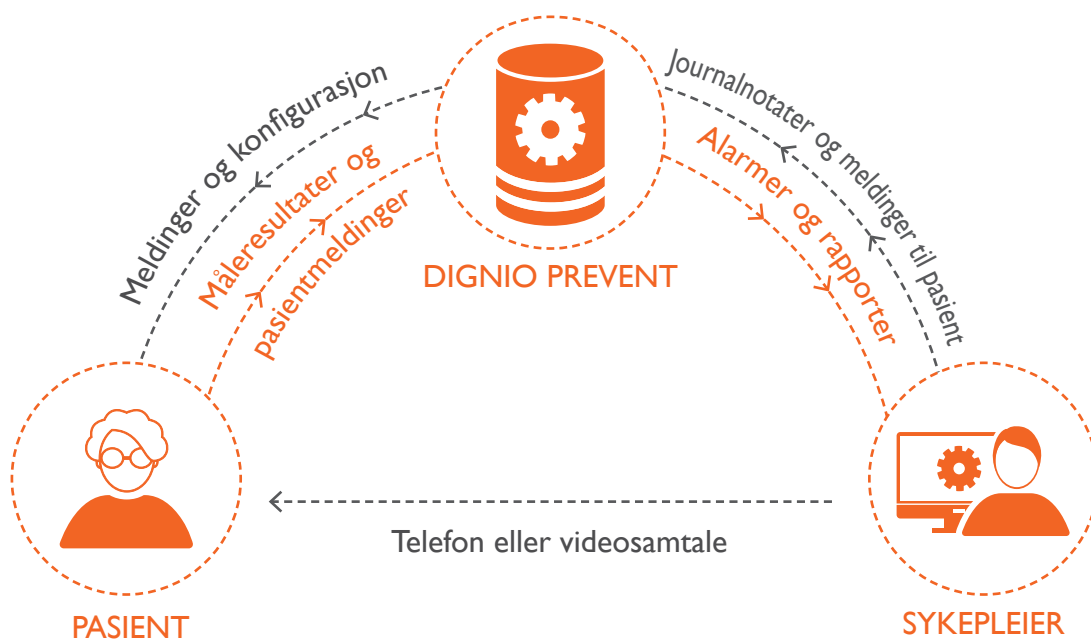 Meldinger og konfigurasjon
Måleresultater og
pasientmeldinger
Journalnotater og meldinger til pasient
Alarmer og rapporter
DIGNIO PREVENT
Telefon eller videosamtale
PASIENT
SYKEPLEIER